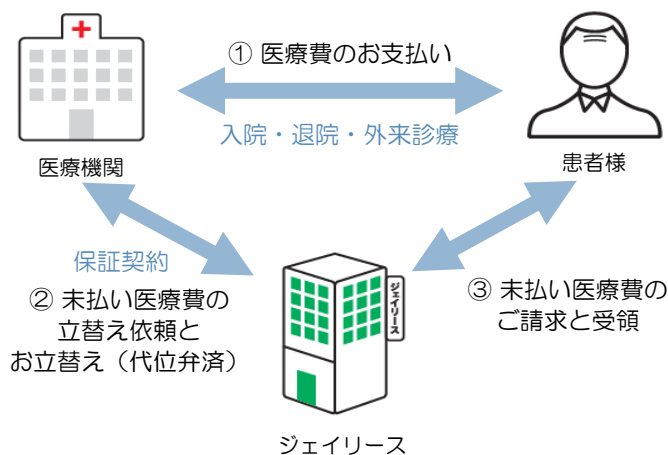 ① 医療費のお支払い
入院・退院・外来診療
医療機関
患者様
保証契約
② 未払い医療費の
立替え依頼と
お立替え（代位弁済）
③ 未払い医療費の
ご請求と受領
ジェイリース
ジェイリース